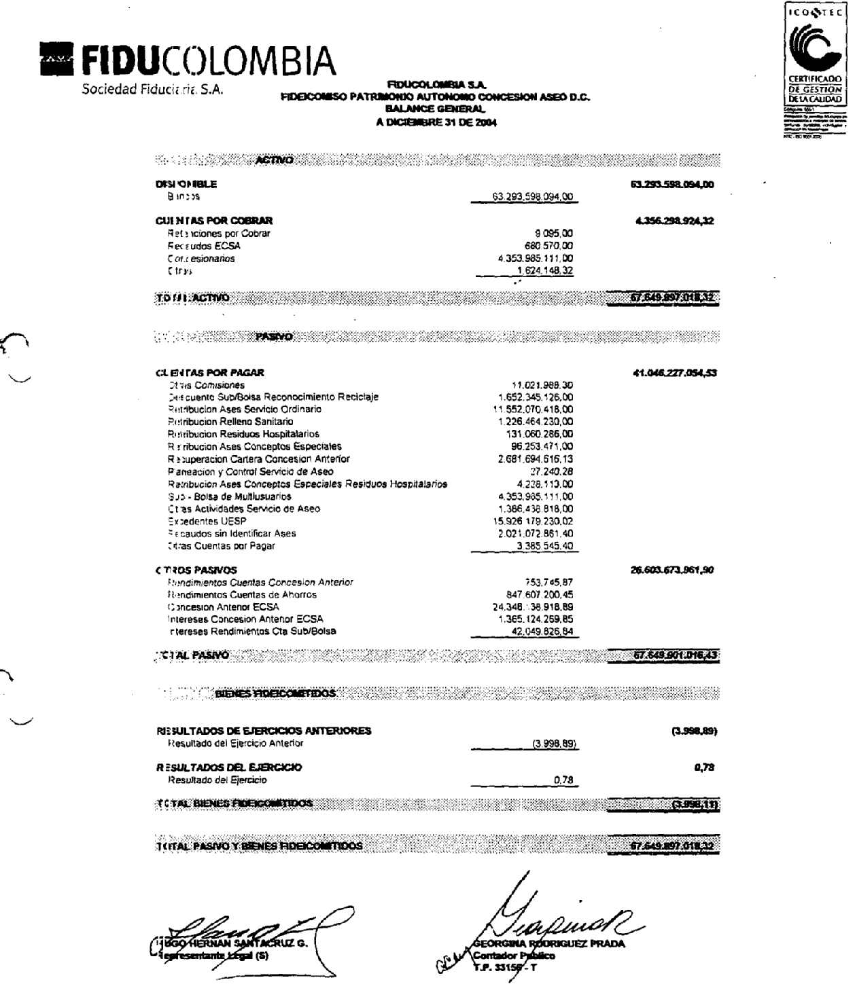 ICONTEC
CERTIFICADO
DE GESTION
DE LA CALIDAD
FIDUCOLOMBIA
Sociedad Fiduciaria S.A.
FIDUCOLOMBIA S.A.
FIDEICOMISO PATRIMONIO AUTONOMO CONCESION ASEO D.C.
BALANCE GENERAL
A DICIEMBRE 31 DE 2004
ACTIVO
DISPONIBLE 63.293.598.094,00
Bancos 63.293.598.094,00
CUENTAS POR COBRAR 4.356.298.924,32
Retenciones por Cobrar 9.095,00
Recaudos ECSA 680.570,00
Concesionarios 4.353.985.111,00
Otras 1.624.148,32
TOTAL ACTIVO 67.649.897.018,32
PASIVO
CUENTAS POR PAGAR 41.046.227.054,53
Otras Comisiones 11.021.988.30
Descuento Sub/Bolsa Reconocimiento Reciclaje 1.652.345.126,00
Retribucion Ases Servicio Ordinario 11.552.070.418,00
Retribucion Relleno Sanitario 1.226.464.230,00
Retribucion Residuos Hospitalarios 131.060.286,00
Retribucion Ases Conceptos Especiales 96.253.471,00
Recuperacion Cartera Concesion Anterior 2.681.694.616,13
Planeacion y Control Servicio de Aseo 27.240.28
Retribucion Ases Conceptos Especiales Residuos Hospitalarios 4.228.113,00
Sub - Bolsa de Multiusuarios 4.353.985.111,00
Otras Actividades Servicio de Aseo 1.386.438.818,00
Excedentes UESP 15.926.179.230,02
Recaudos sin Identificar Ases 2.021.072.861,40
Otras Cuentas por Pagar 3.385.545,40
OTROS PASIVOS 26.603.673.961,90
Rendimientos Cuentas Concesion Anterior 753.745,87
Rendimientos Cuentas de Ahorros 847.607.200,45
Concesion Anterior ECSA 24.348.138.918,89
Intereses Concesion Anterior ECSA 1.365.124.269,85
Intereses Rendimientos Cta Sub/Bolsa 42.049.826,84
TOTAL PASIVO 67.649.901.016,43
BIENES FIDEICOMITIDOS
RESULTADOS DE EJERCICIOS ANTERIORES (3.998,89)
Resultado del Ejercicio Anterior (3.998,89)
RESULTADOS DEL EJERCICIO 0,78
Resultado del Ejercicio 0,78
TOTAL BIENES FIDEICOMITIDOS (3.998,11)
TOTAL PASIVO Y BIENES FIDEICOMITIDOS 67.649.897.018,32
HUGO HERNAN SANTACRUZ G.
Representante Legal (S)
GEORGINA RODRIGUEZ PRADA
Contador Publico
T.P. 33156 - T